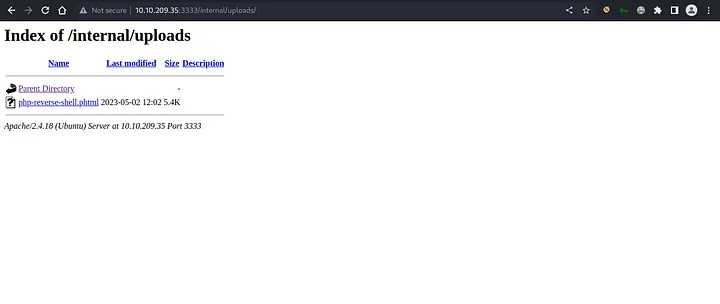 Not secure | 10.10.209.35:3333/internal/uploads/
Index of /internal/uploads
Name Last modified Size Description
Parent Directory -
php-reverse-shell.phtml 2023-05-02 12:02 5.4K
Apache/2.4.18 (Ubuntu) Server at 10.10.209.35 Port 3333